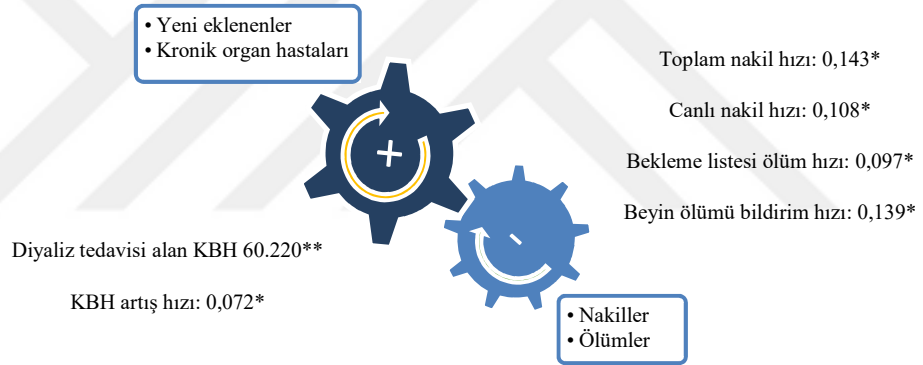 • Yeni eklenenler
• Kronik organ hastaları
Toplam nakil hızı: 0,143*
Canlı nakil hızı: 0,108*
Bekleme listesi ölüm hızı: 0,097*
Beyin ölümü bildirim hızı: 0,139*
+
-
Diyaliz tedavisi alan KBH 60.220**
KBH artış hızı: 0,072*
• Nakiller
• Ölümler